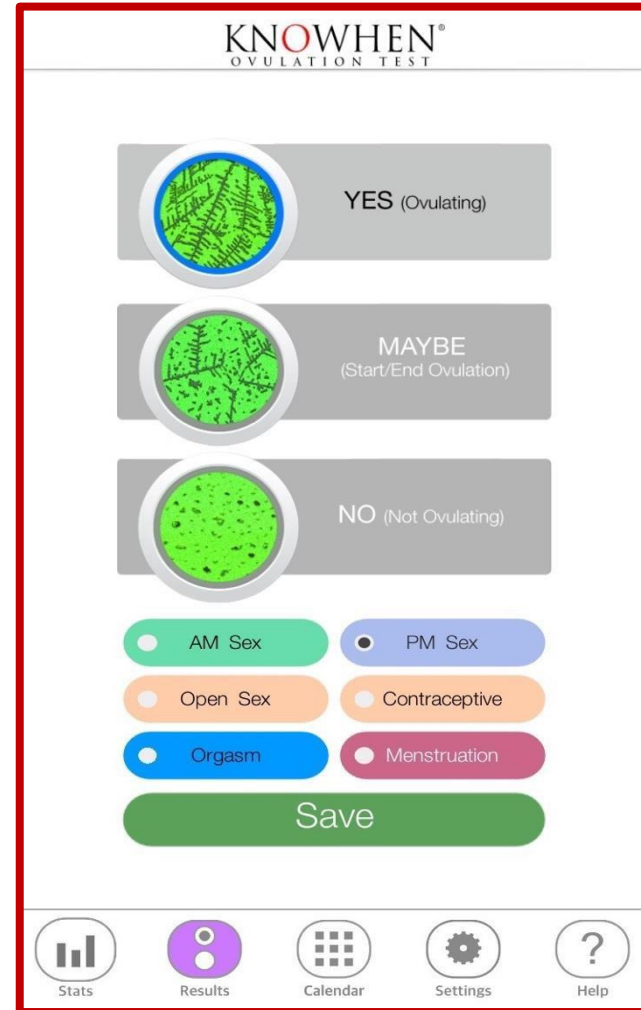 KNOWHEN®
OVULATION TEST
YES (Ovulating)
MAYBE
(Start/End Ovulation)
NO (Not Ovulating)
AM Sex
PM Sex
Open Sex
Contraceptive
Orgasm
Menstruation
Save
Stats
Results
Calendar
Settings
?
Help